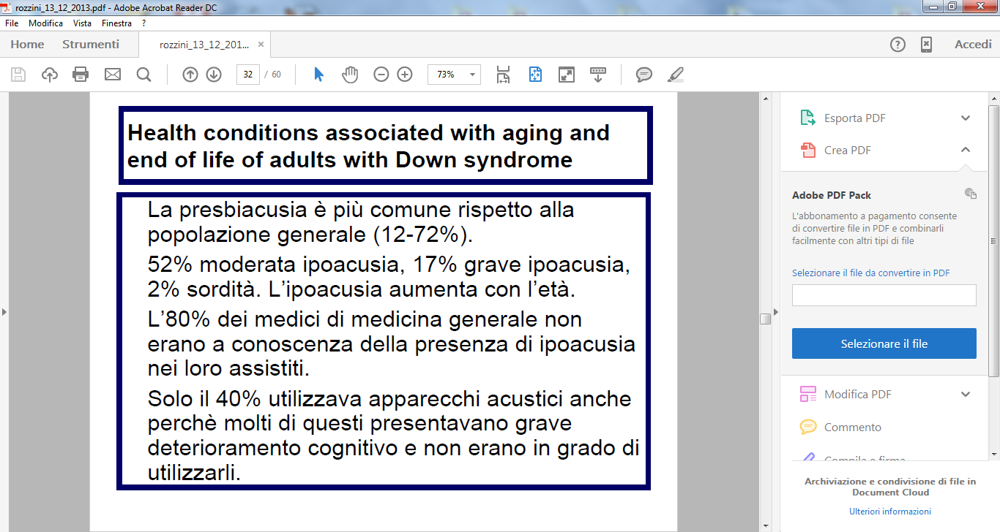 rozzini_13_12_2013.pdf - Adobe Acrobat Reader DC
File Modifica Vista Finestra ?
Home Strumenti rozzini_13_12_201... × Accedi
32 / 60 73%
Health conditions associated with aging and
end of life of adults with Down syndrome
La presbiacusia è più comune rispetto alla
popolazione generale (12-72%).
52% moderata ipoacusia, 17% grave ipoacusia,
2% sordità. L’ipoacusia aumenta con l’età.
L’80% dei medici di medicina generale non
erano a conoscenza della presenza di ipoacusia
nei loro assistiti.
Solo il 40% utilizzava apparecchi acustici anche
perchè molti di questi presentavano grave
deterioramento cognitivo e non erano in grado di
utilizzarli.
Esporta PDF
Crea PDF
Adobe PDF Pack
L'abbonamento a pagamento consente
di convertire file in PDF e combinarli
facilmente con altri tipi di file
Selezionare il file da convertire in PDF
Selezionare il file
Modifica PDF
Commento
Compila e firma
Archiviazione e condivisione di file in
Document Cloud
Ulteriori informazioni